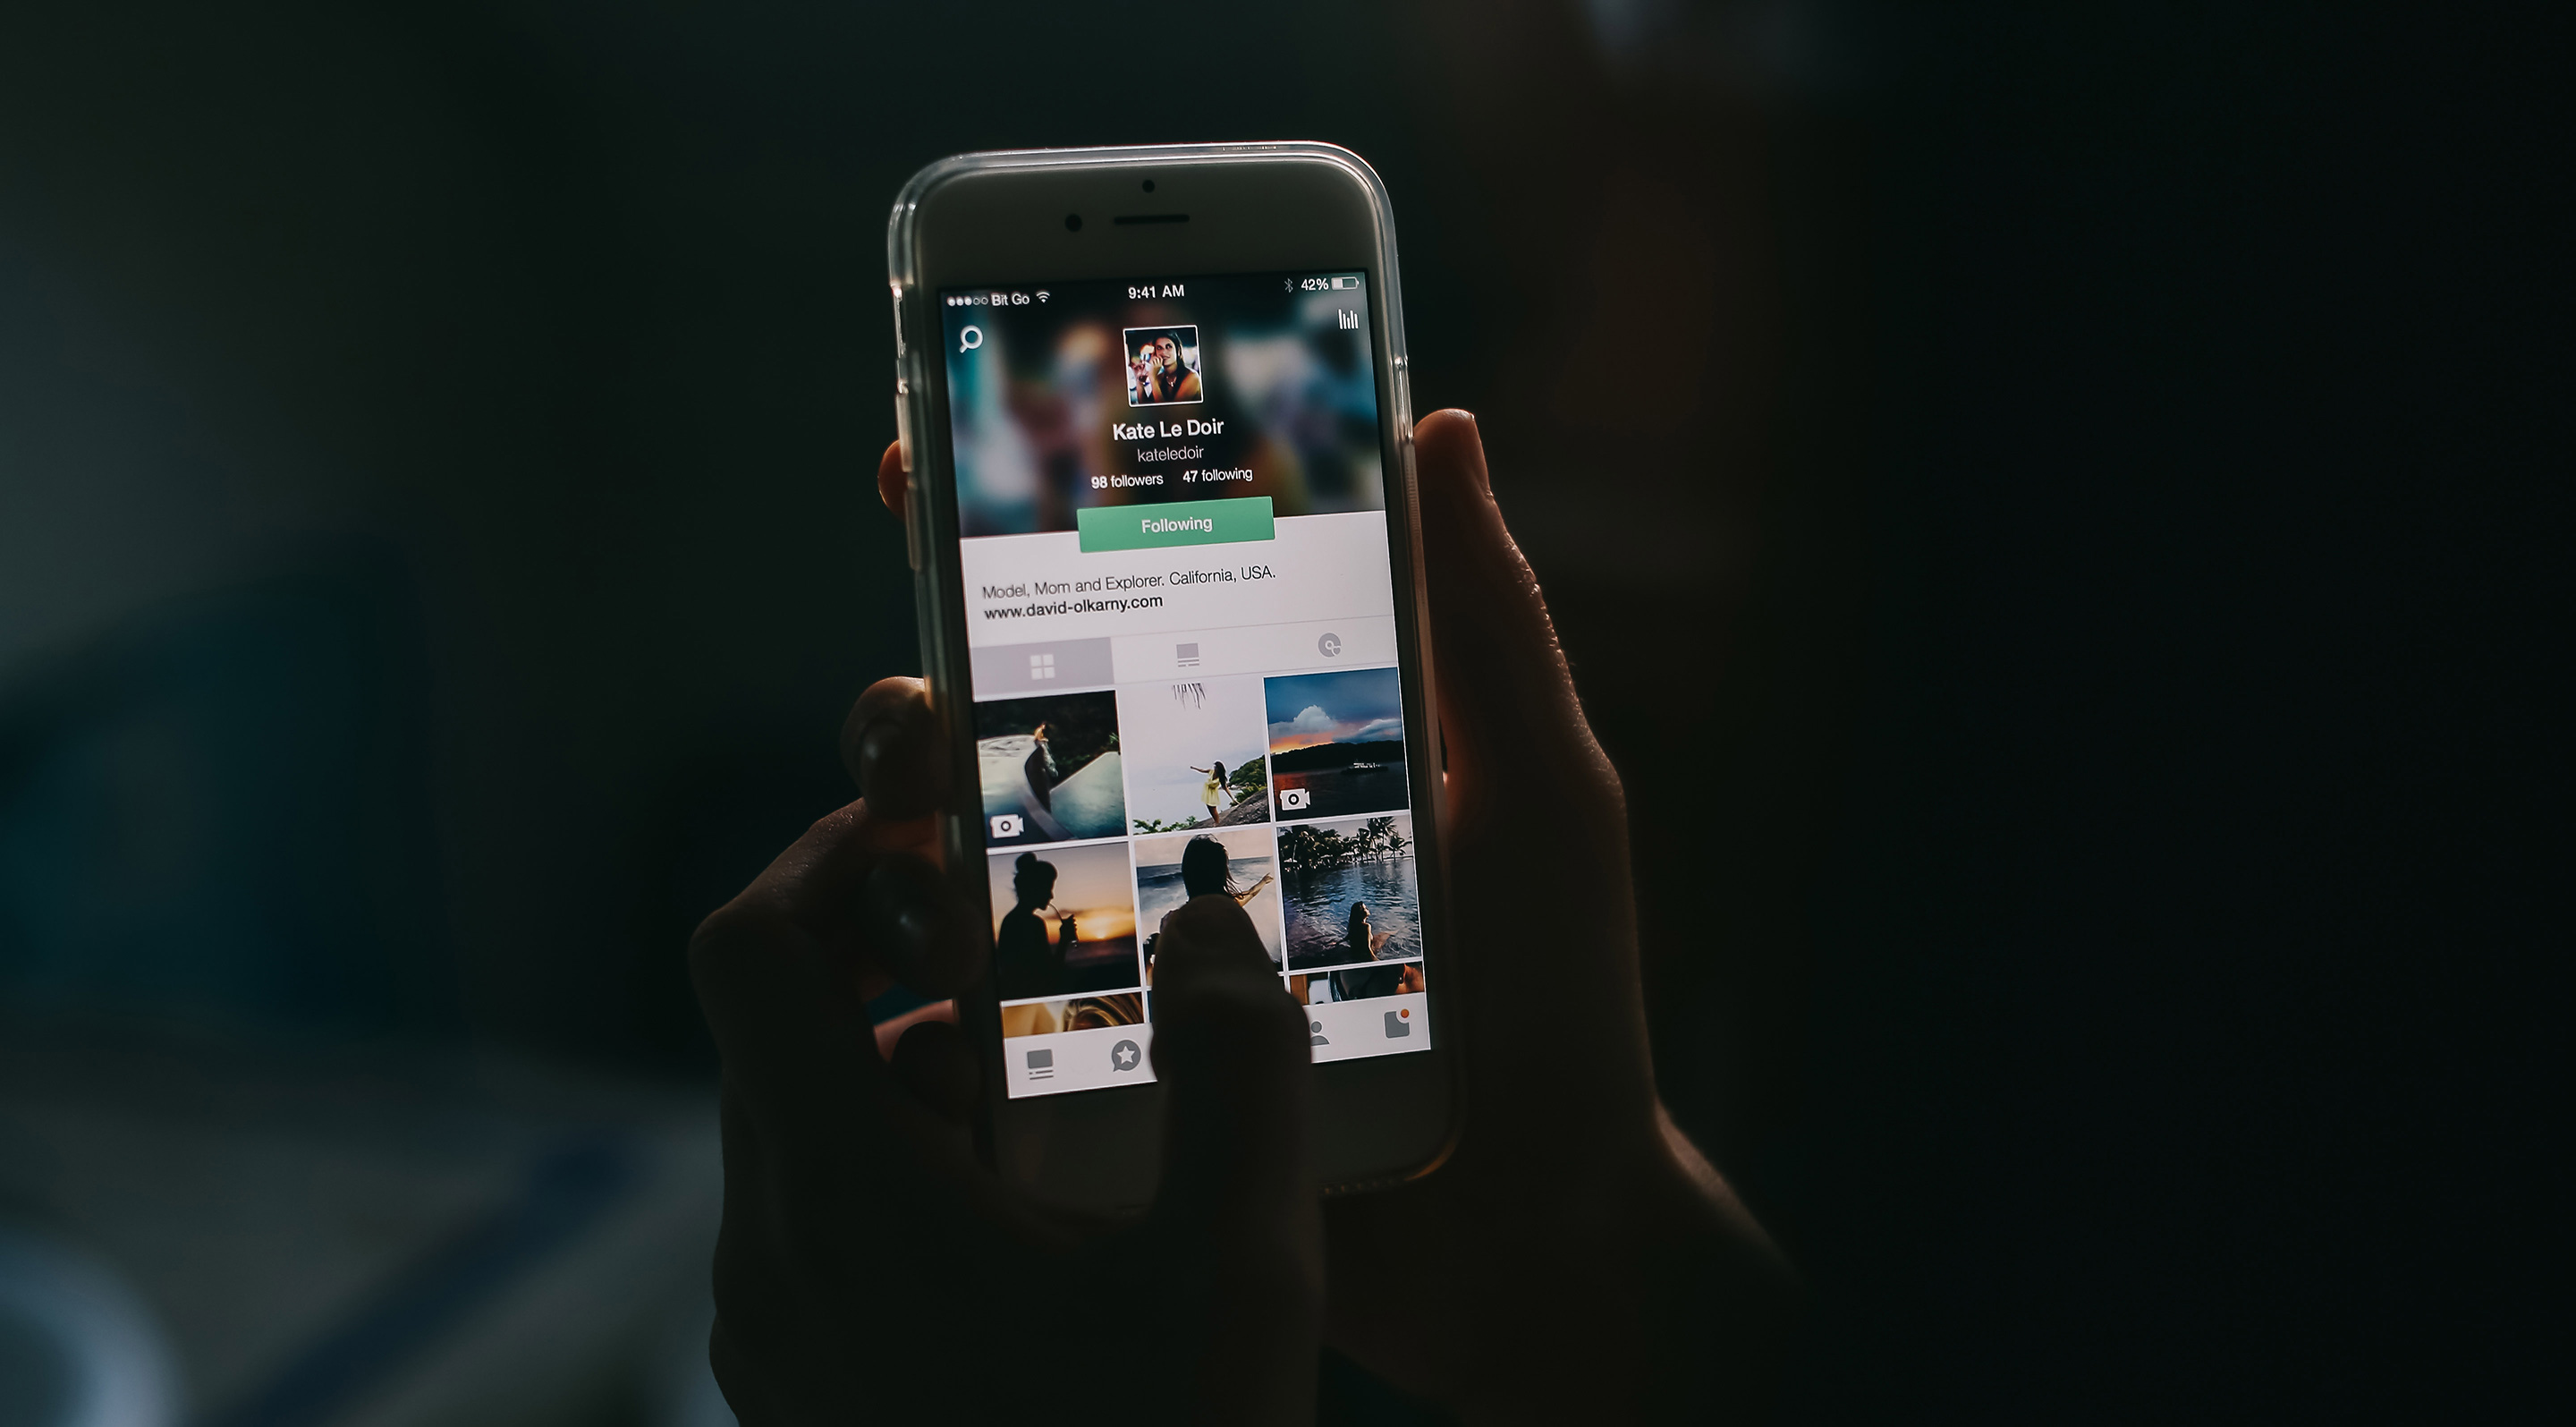 Bit Go 9:41 AM 42%
Kate Le Doir
kateledoir
98 followers 47 following
Following
Model, Mom and Explorer. California, USA.
www.david-olkarny.com